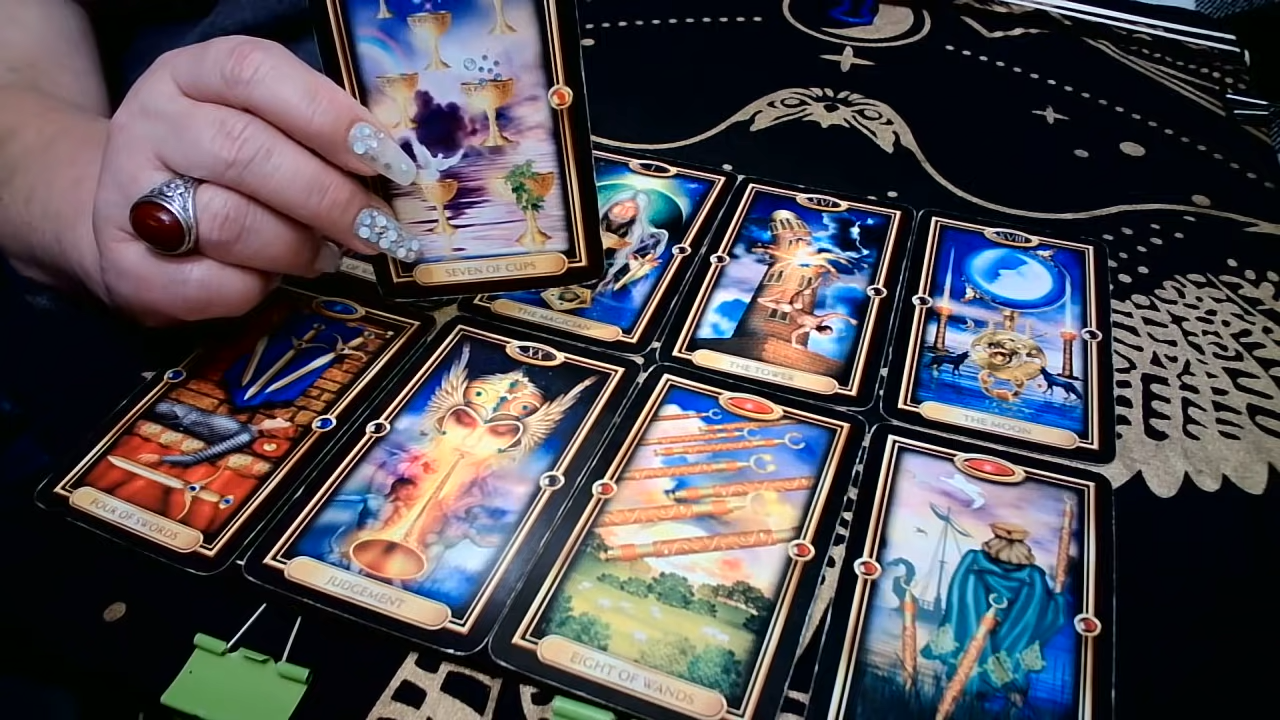 SEVEN OF CUPS
I
THE MAGICIAN
XVI
THE TOWER
XVIII
THE MOON
FOUR OF SWORDS
XX
JUDGEMENT
EIGHT OF WANDS